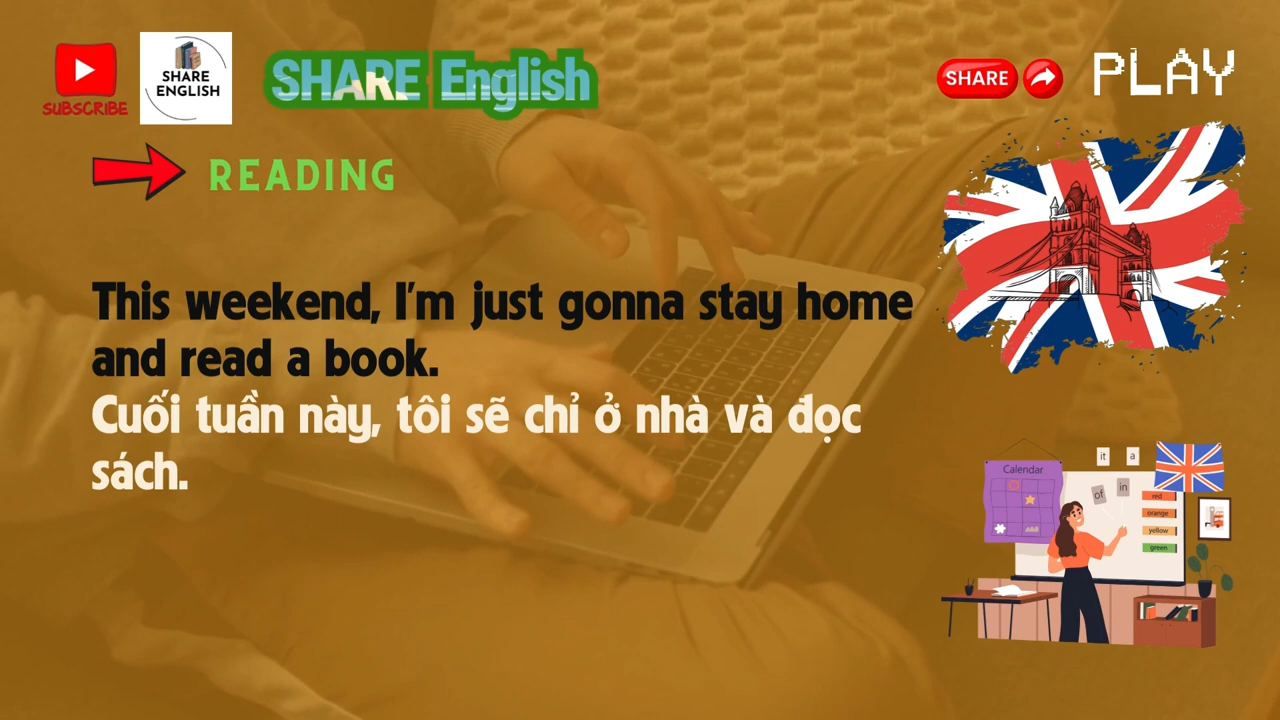 SUBSCRIBE
SHARE
ENGLISH
SHARE English
SHARE
PLAY
READING
This weekend, I'm just gonna stay home
and read a book.
Cuối tuần này, tôi sẽ chỉ ở nhà và đọc
sách.
Calendar
it
a
of
in
red
orange
yellow
green